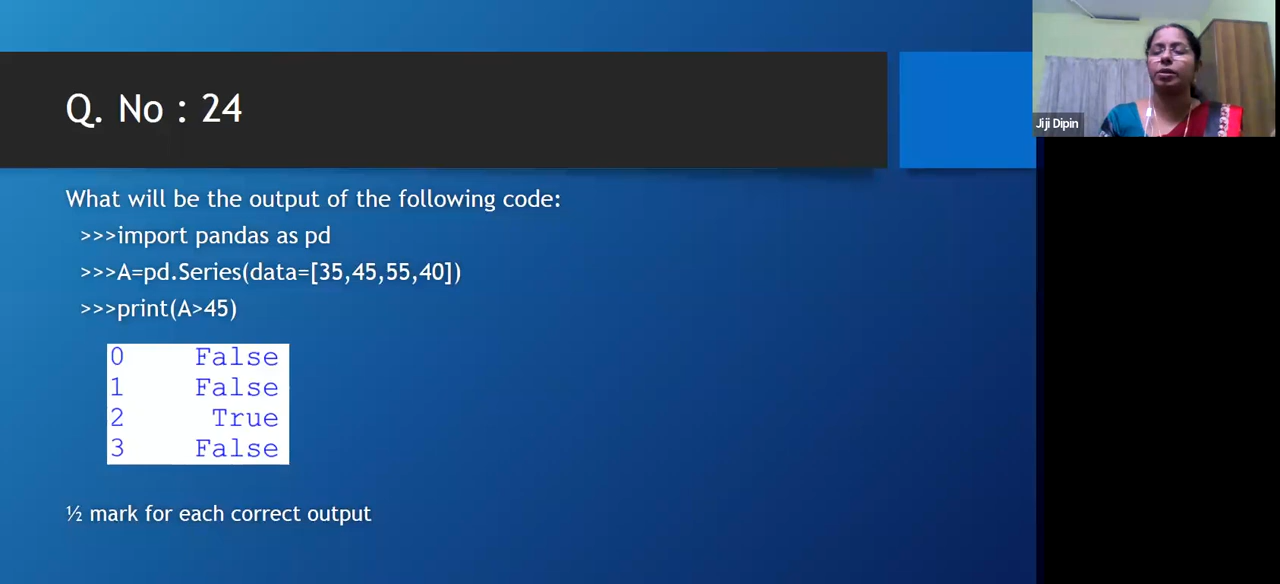 Q. No : 24
Jiji Dipin
What will be the output of the following code:
>>>import pandas as pd
>>>A=pd.Series(data=[35,45,55,40])
>>>print(A>45)
0 False
1 False
2 True
3 False
½ mark for each correct output